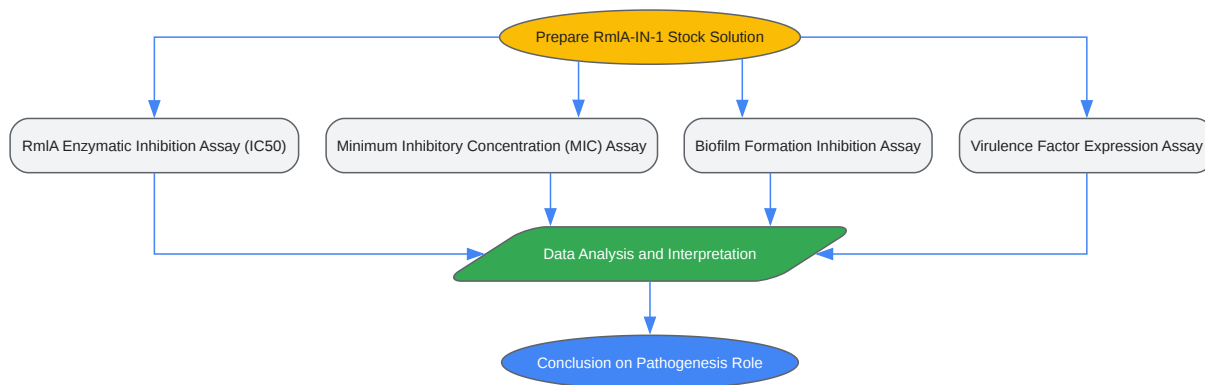 Prepare RmlA-IN-1 Stock Solution
RmlA Enzymatic Inhibition Assay (IC50)
Minimum Inhibitory Concentration (MIC) Assay
Biofilm Formation Inhibition Assay
Virulence Factor Expression Assay
Data Analysis and Interpretation
Conclusion on Pathogenesis Role